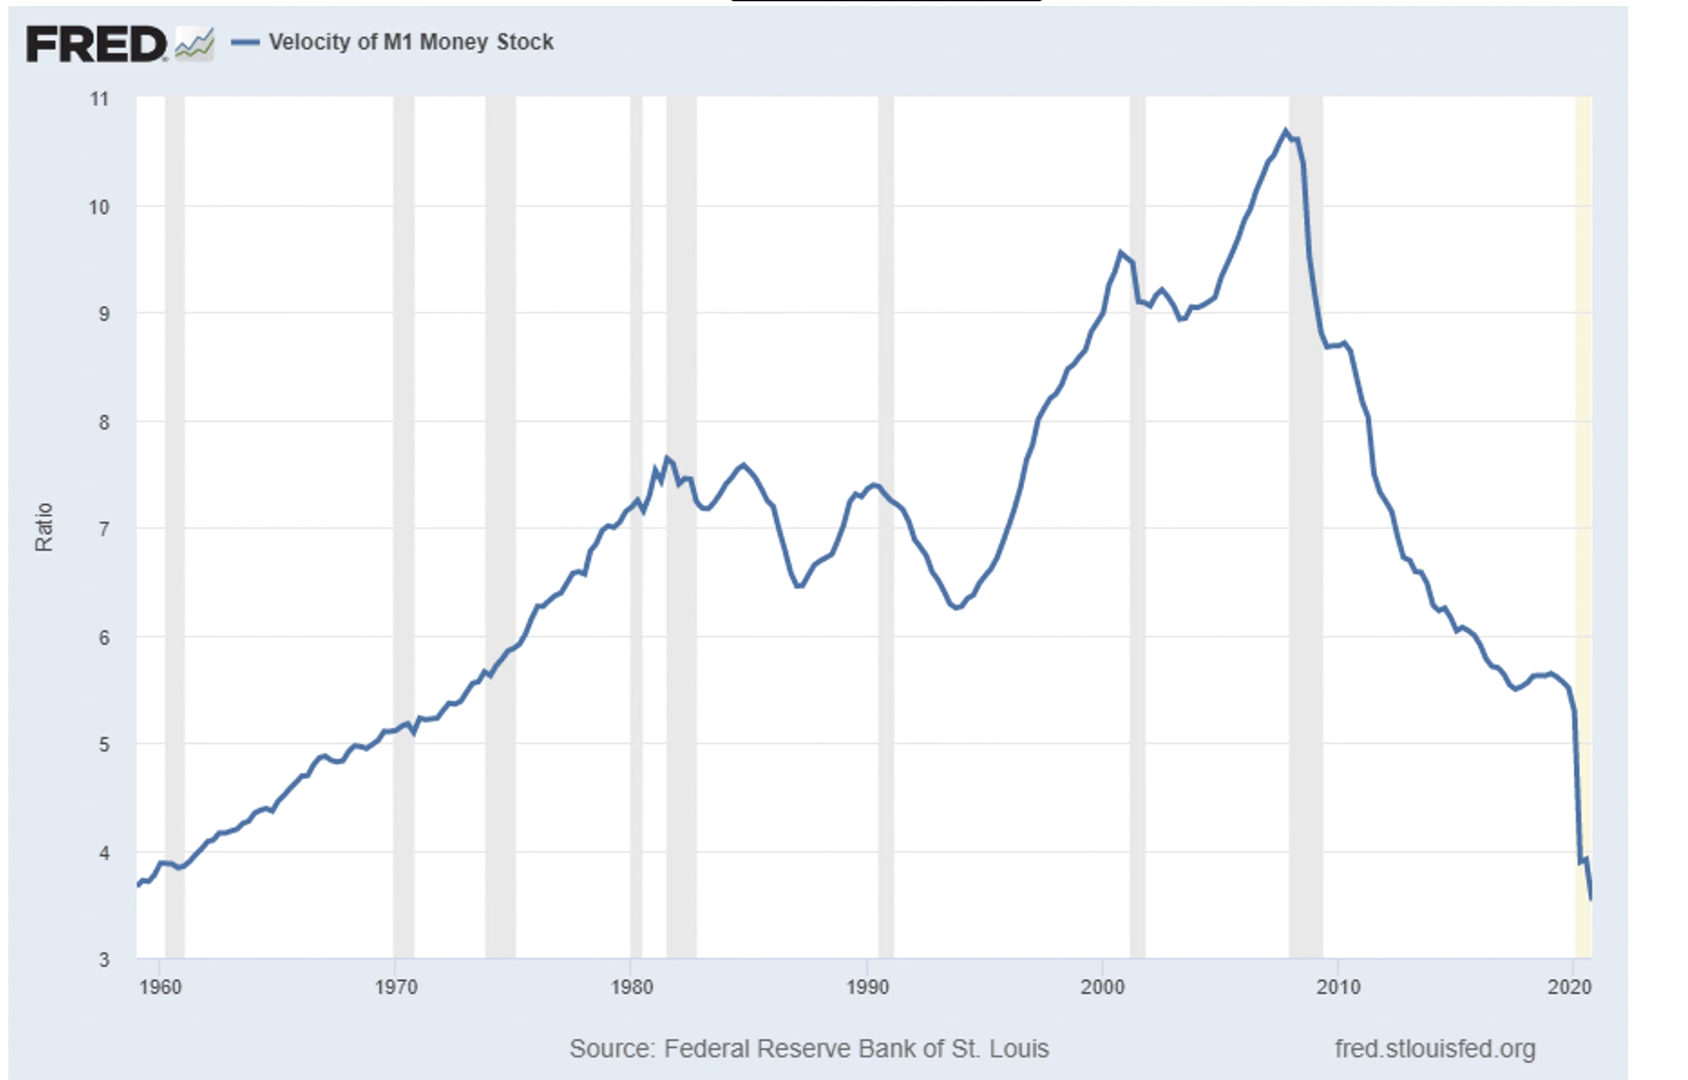 FRED Velocity of M1 Money Stock
11
10
9
8
7
6
5
4
3
Ratio
1960 1970 1980 1990 2000 2010 2020
Source: Federal Reserve Bank of St. Louis fred.stlouisfed.org